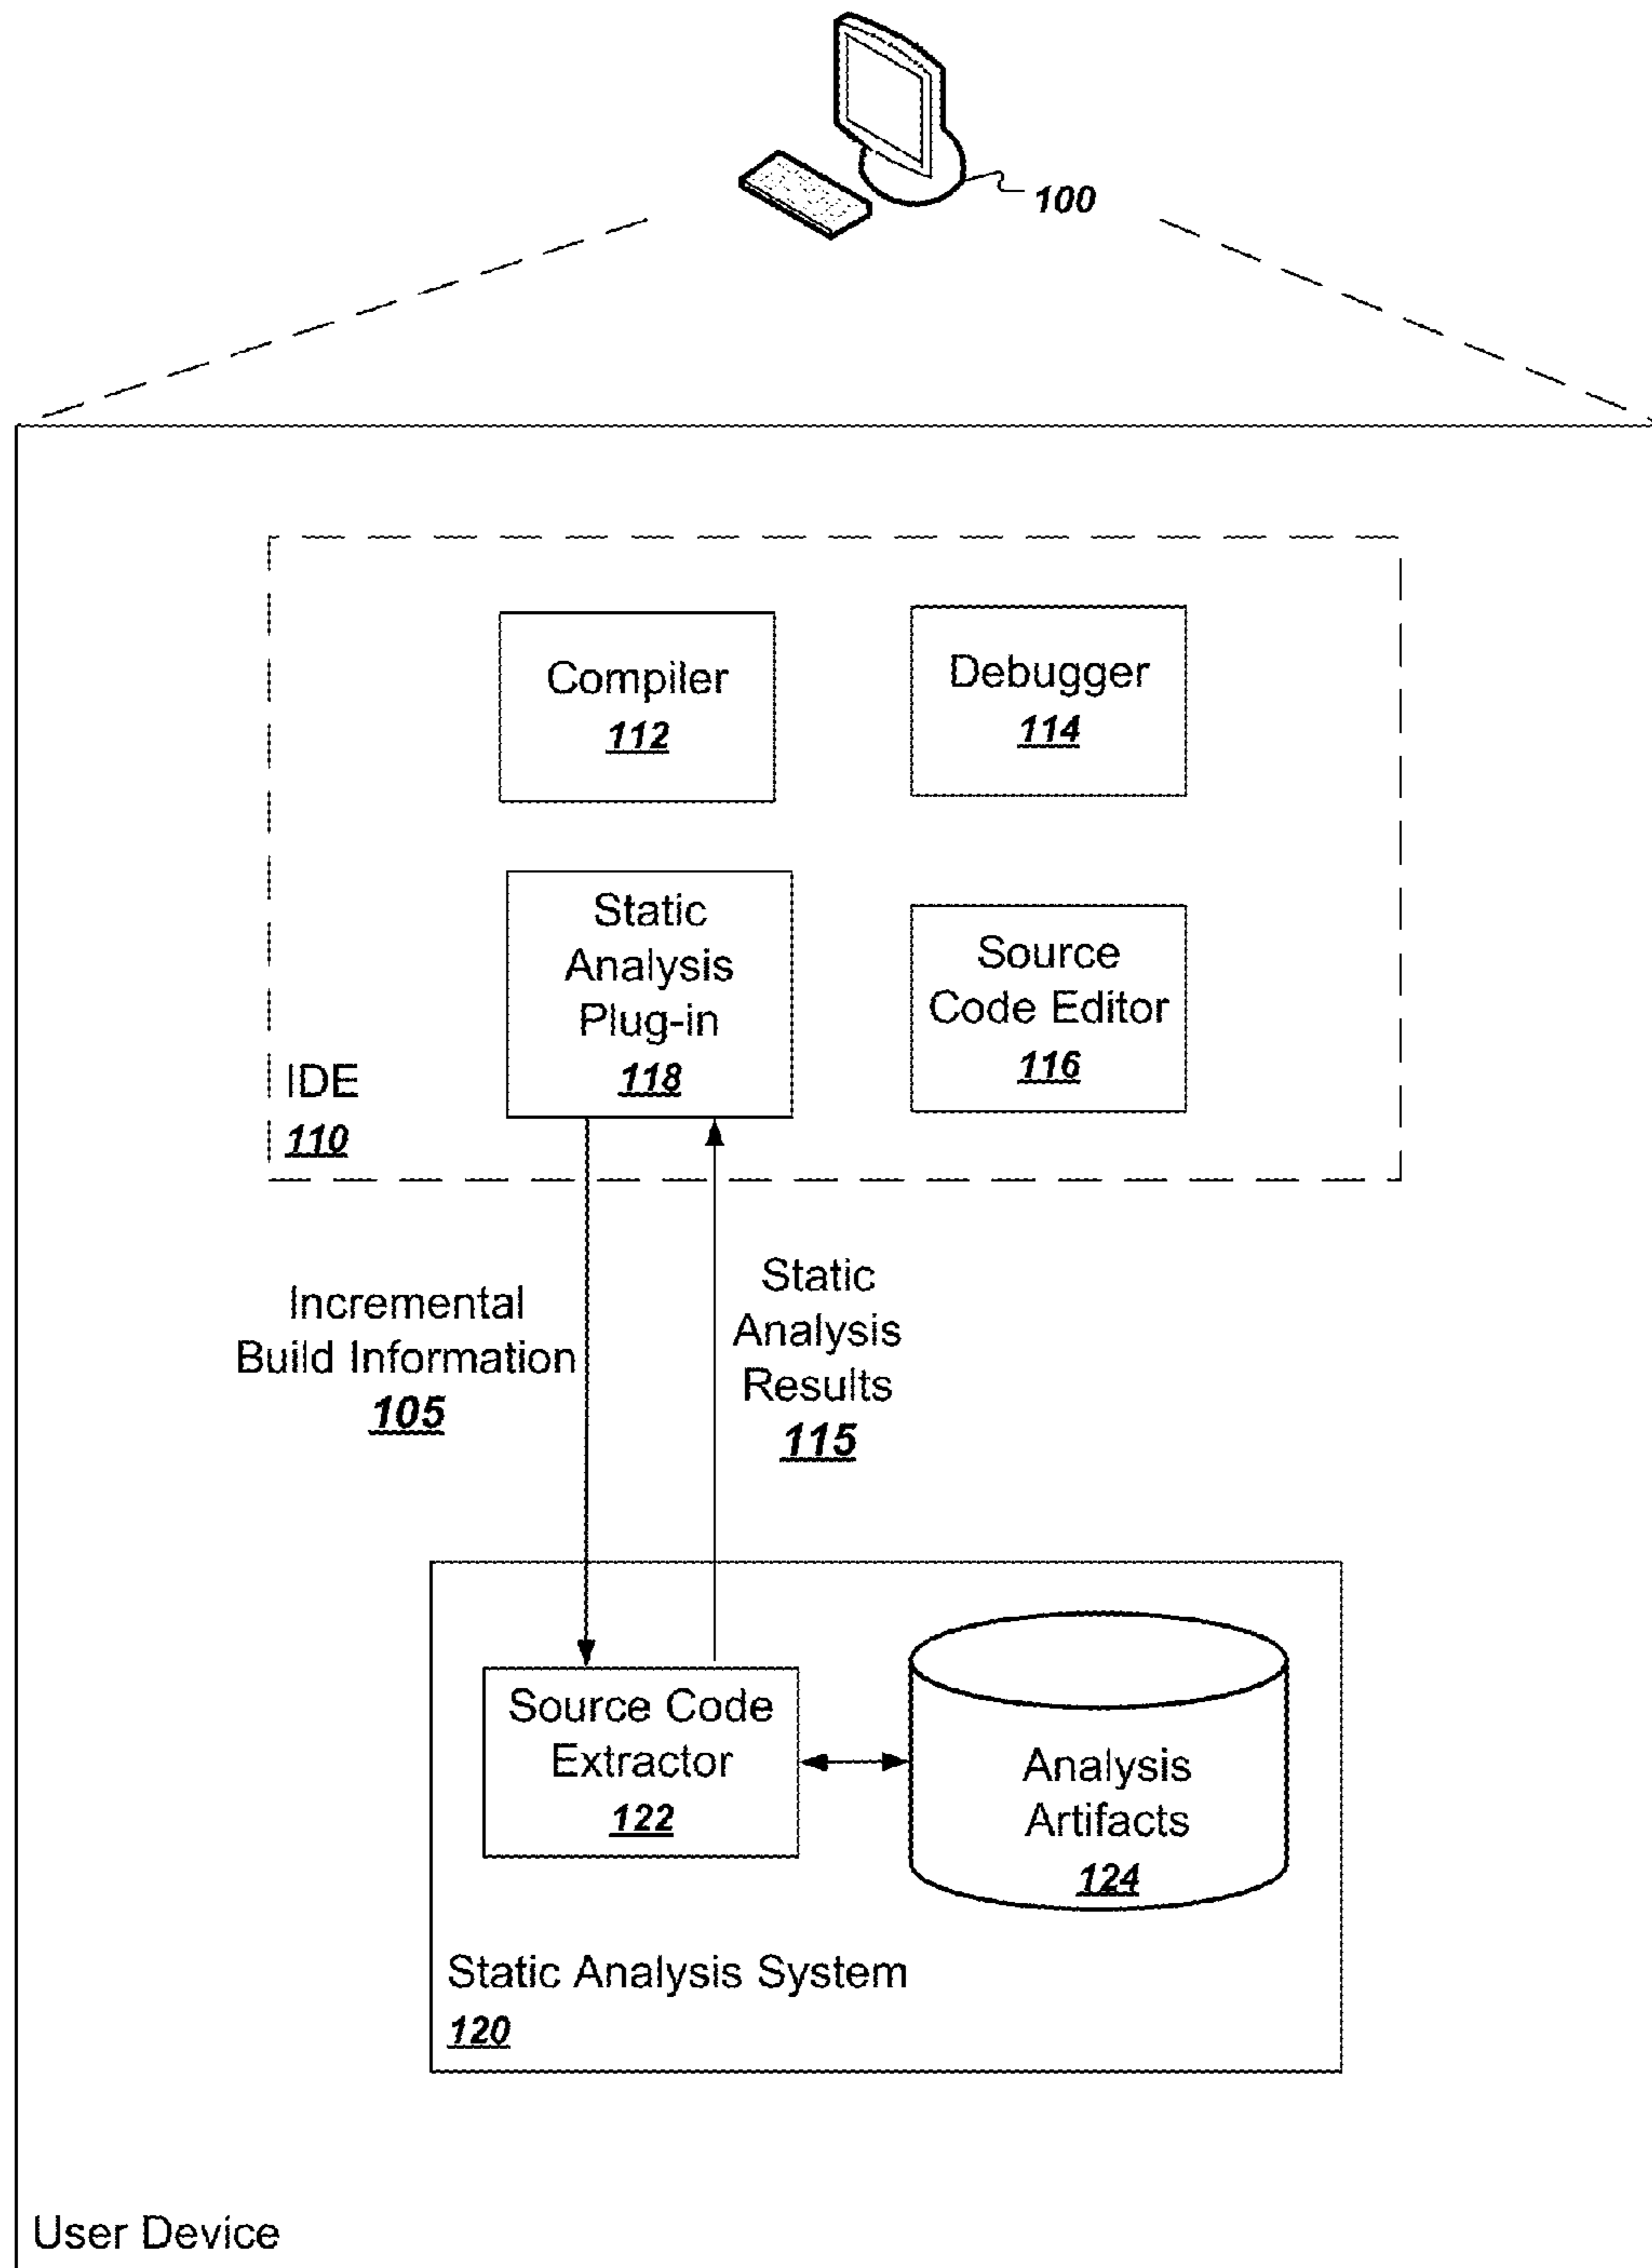 100
Compiler
112
Debugger
114
Static
Analysis
Plug-in
118
Source
Code Editor
116
IDE
110
Incremental
Build Information
105
Static
Analysis
Results
115
Source Code
Extractor
122
Analysis
Artifacts
124
Static Analysis System
120
User Device